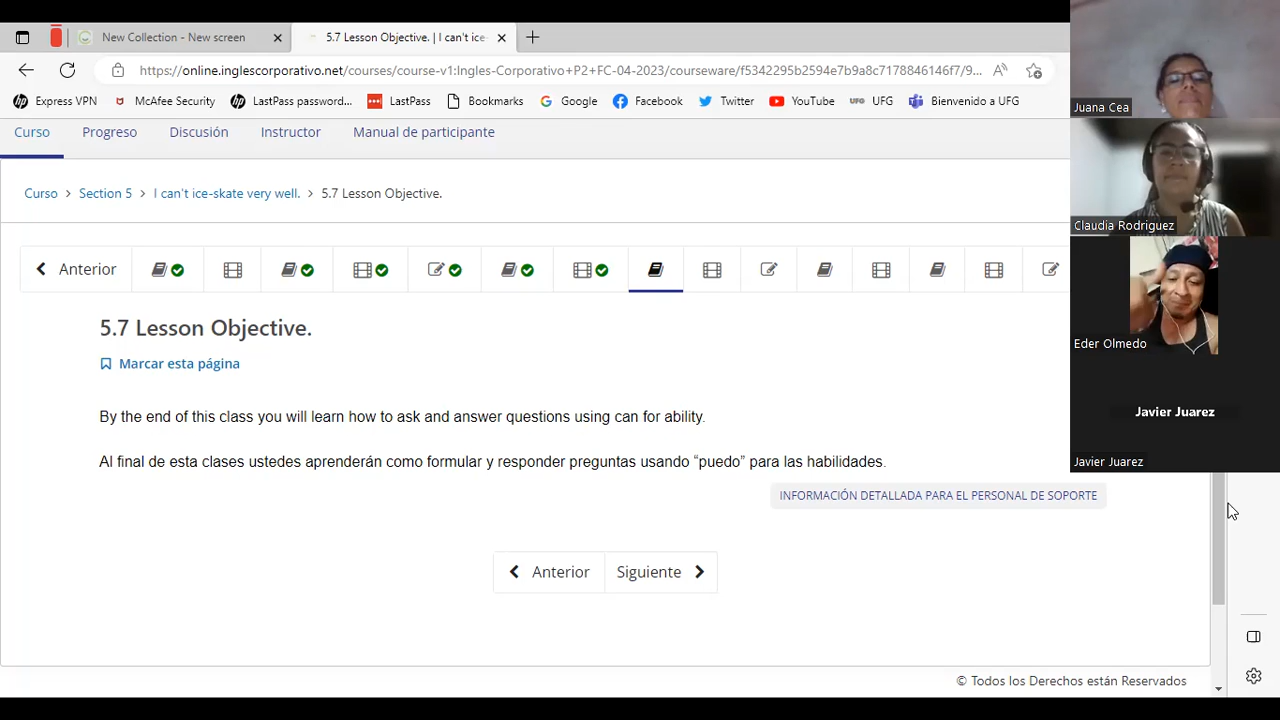 New Collection - New screen
5.7 Lesson Objective. | I can't ice-
https://online.inglescorporativo.net/courses/course-v1:Ingles-Corporativo+P2+FC-04-2023/courseware/f5342295b2594e7b9a8c7178846146f7/9...
Express VPN McAfee Security LastPass password... LastPass Bookmarks Google Facebook Twitter YouTube UFG UFG Bienvenido a UFG
Juana Cea
Curso Progreso Discusión Instructor Manual de participante
Curso > Section 5 > I can't ice-skate very well. > 5.7 Lesson Objective.
Claudia Rodriguez
Anterior
5.7 Lesson Objective.
Eder Olmedo
Marcar esta página
Javier Juarez
By the end of this class you will learn how to ask and answer questions using can for ability.
Al final de esta clases ustedes aprenderán como formular y responder preguntas usando “puedo” para las habilidades.
Javier Juarez
INFORMACIÓN DETALLADA PARA EL PERSONAL DE SOPORTE
Anterior Siguiente
© Todos los Derechos están Reservados